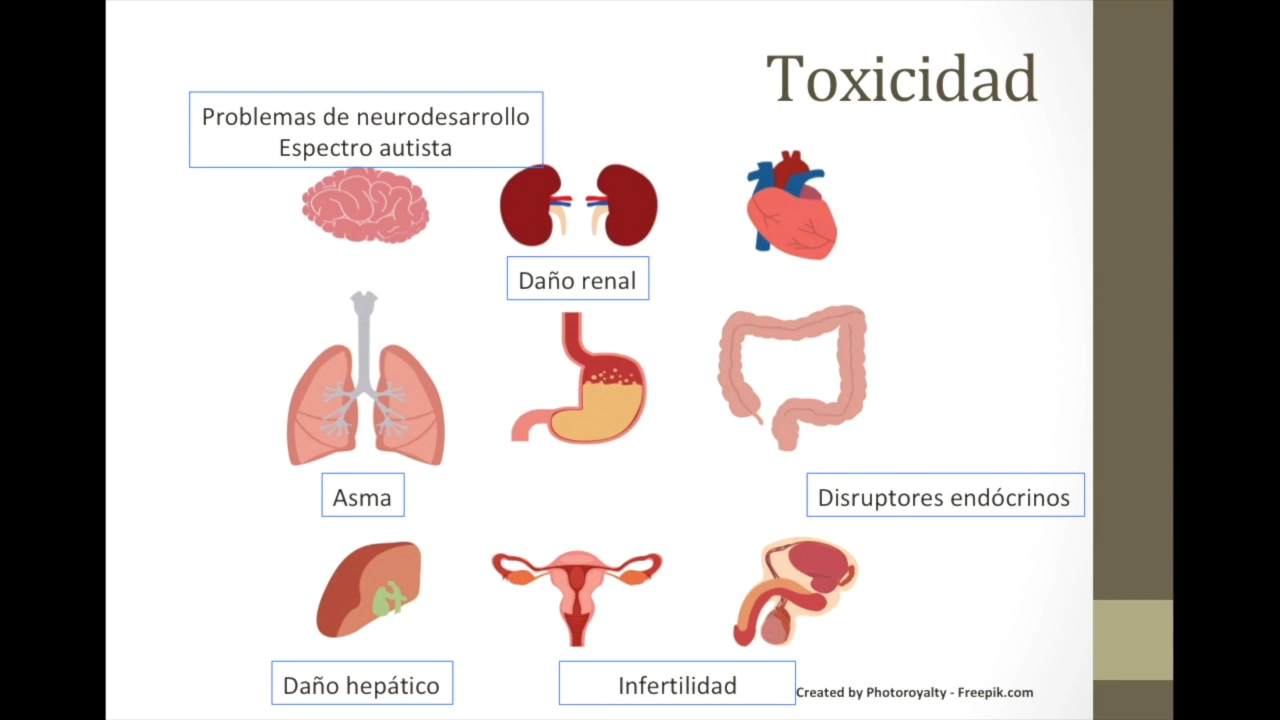 Toxicidad
Problemas de neurodesarrollo
Espectro autista
Daño renal
Asma
Disruptores endócrinos
Daño hepático
Infertilidad
Created by Photoroyalty - Freepik.com